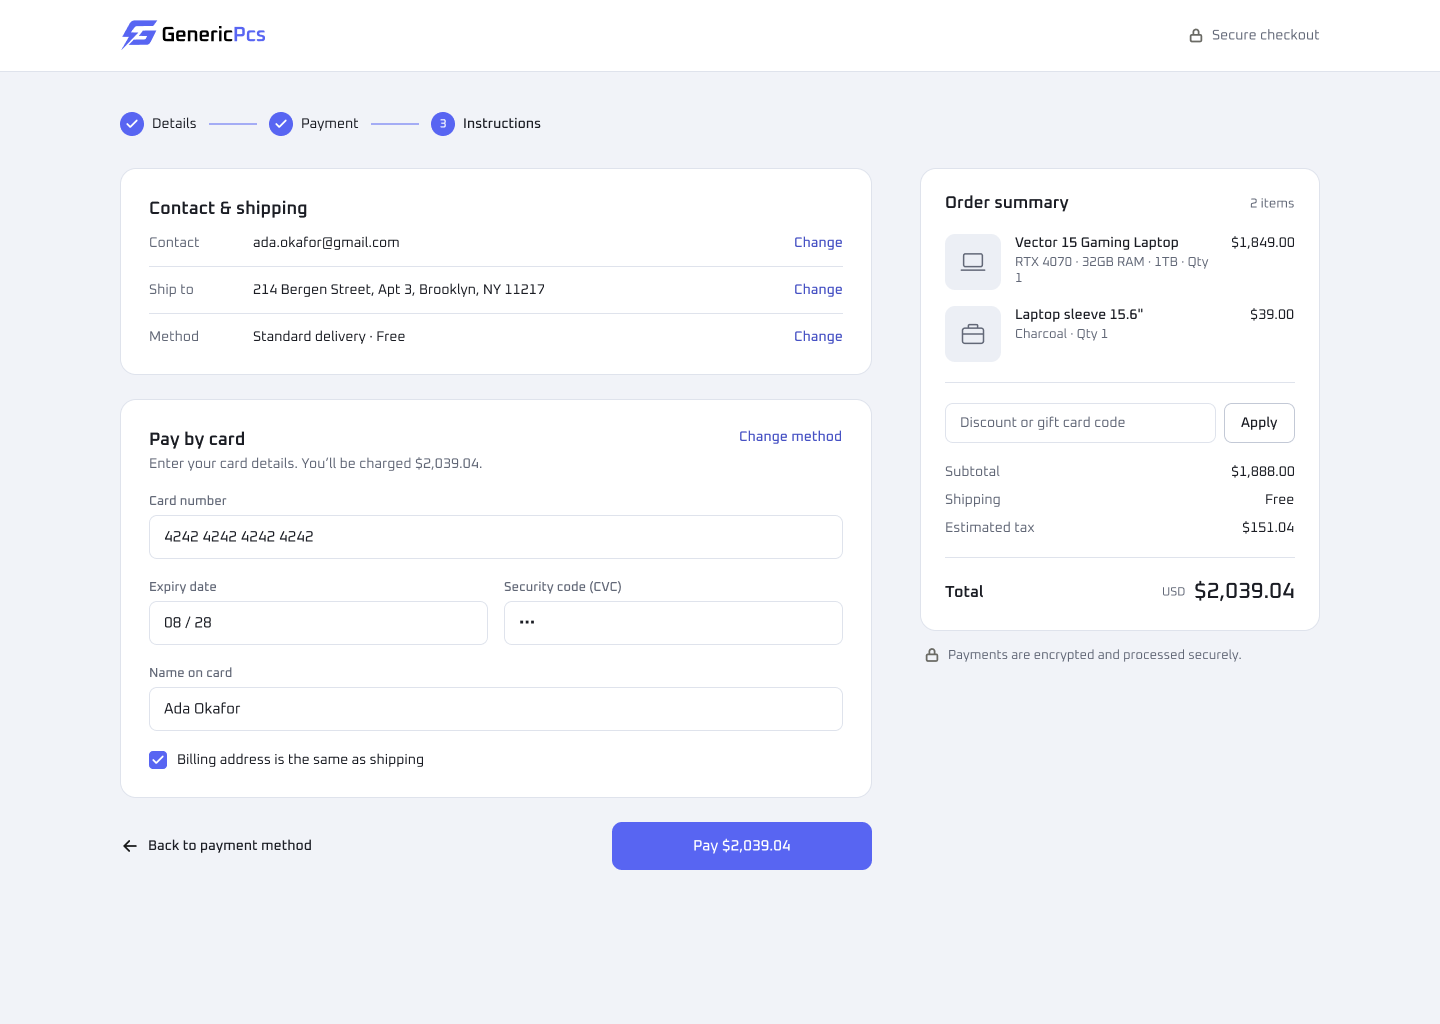 GenericPcs
Secure checkout
Details
Payment
3 Instructions
Contact & shipping
Contact ada.okafor@gmail.com Change
Ship to 214 Bergen Street, Apt 3, Brooklyn, NY 11217 Change
Method Standard delivery · Free Change
Pay by card Change method
Enter your card details. You’ll be charged $2,039.04.
Card number
4242 4242 4242 4242
Expiry date Security code (CVC)
08 / 28 •••
Name on card
Ada Okafor
Billing address is the same as shipping
Back to payment method
Pay $2,039.04
Order summary 2 items
Vector 15 Gaming Laptop $1,849.00
RTX 4070 · 32GB RAM · 1TB · Qty
1
Laptop sleeve 15.6" $39.00
Charcoal · Qty 1
Discount or gift card code Apply
Subtotal $1,888.00
Shipping Free
Estimated tax $151.04
Total USD $2,039.04
Payments are encrypted and processed securely.